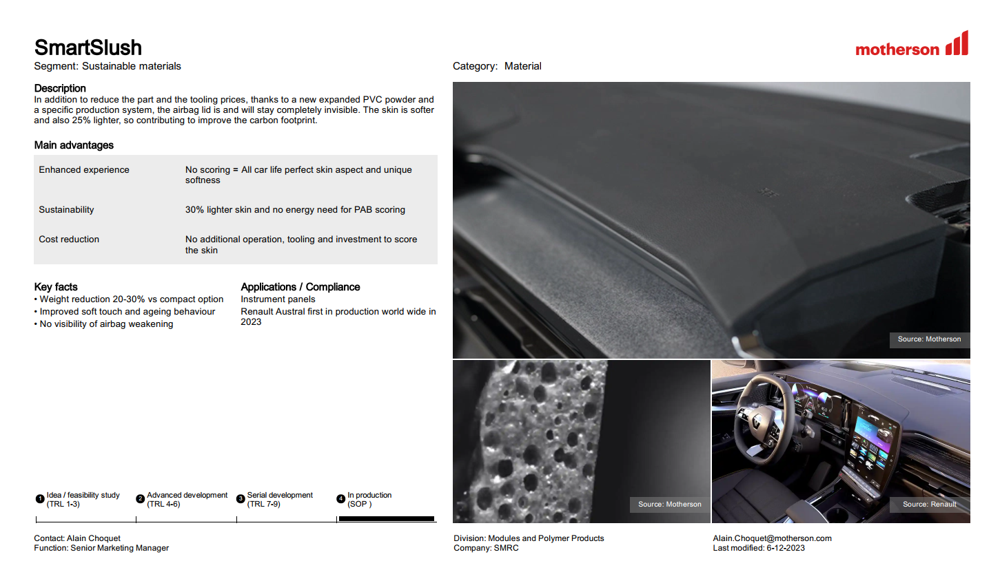 SmartSlush
motherson
Segment: Sustainable materials
Category: Material
Description
In addition to reduce the part and the tooling prices, thanks to a new expanded PVC powder and
a specific production system, the airbag lid is and will stay completely invisible. The skin is softer
and also 25% lighter, so contributing to improve the carbon footprint.
Main advantages
Enhanced experience
No scoring = All car life perfect skin aspect and unique
softness
Sustainability
30% lighter skin and no energy need for PAB scoring
Cost reduction
No additional operation, tooling and investment to score
the skin
Key facts
• Weight reduction 20-30% vs compact option
• Improved soft touch and ageing behaviour
• No visibility of airbag weakening
Applications / Compliance
Instrument panels
Renault Austral first in production world wide in
2023
Source: Motherson
Source: Motherson
Source: Renault
1 Idea / feasibility study
(TRL 1-3)
2 Advanced development
(TRL 4-6)
3 Serial development
(TRL 7-9)
4 In production
(SOP )
Contact: Alain Choquet
Function: Senior Marketing Manager
Division: Modules and Polymer Products
Company: SMRC
Alain.Choquet@motherson.com
Last modified: 6-12-2023